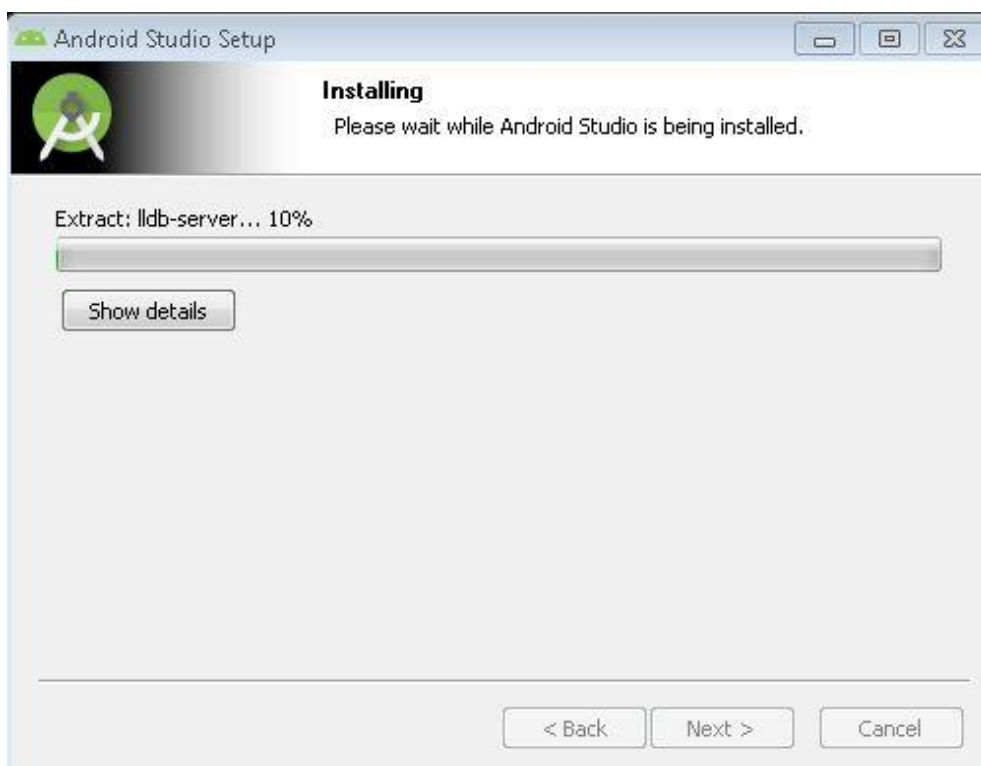 Android Studio Setup
Installing
Please wait while Android Studio is being installed.
Extract: lldb-server... 10%
Show details
< Back
Next >
Cancel